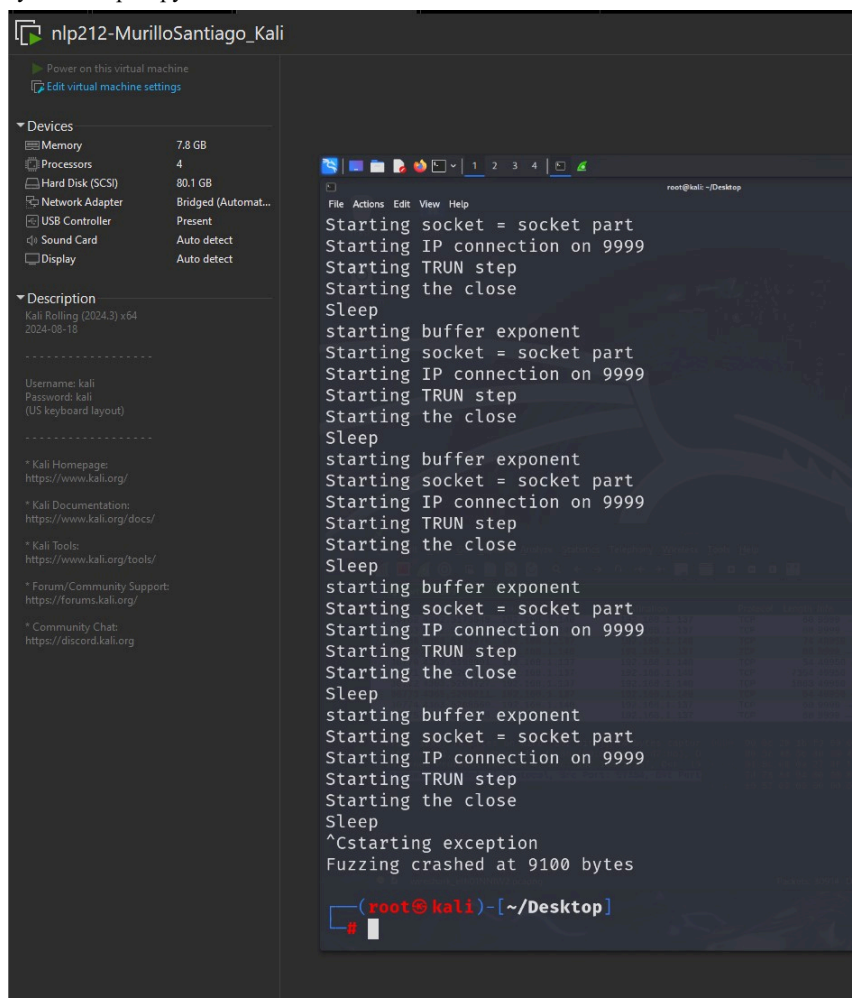 nlp212-MurilloSantiago_Kali
Power on this virtual machine
Edit virtual machine settings
Devices
Memory 7.8 GB
Processors 4
Hard Disk (SCSI) 80.1 GB
Network Adapter Bridged (Automat...
USB Controller Present
Sound Card Auto detect
Display Auto detect
Description
Kali Rolling (2024.3) x64
2024-08-18
- - - - - - - - - - - - - - - - - -
Username: kali
Password: kali
(US keyboard layout)
- - - - - - - - - - - - - - - - - -
* Kali Homepage:
https://www.kali.org/
* Kali Documentation:
https://www.kali.org/docs/
* Kali Tools:
https://www.kali.org/tools/
* Forum/Community Support:
https://forums.kali.org/
* Community Chat:
https://discord.kali.org
1 2 3 4
root@kali: ~/Desktop
File Actions Edit View Help
Starting socket = socket part
Starting IP connection on 9999
Starting TRUN step
Starting the close
Sleep
starting buffer exponent
Starting socket = socket part
Starting IP connection on 9999
Starting TRUN step
Starting the close
Sleep
starting buffer exponent
Starting socket = socket part
Starting IP connection on 9999
Starting TRUN step
Starting the close
Sleep
starting buffer exponent
Starting socket = socket part
Starting IP connection on 9999
Starting TRUN step
Starting the close
Sleep
starting buffer exponent
Starting socket = socket part
Starting IP connection on 9999
Starting TRUN step
Starting the close
Sleep
^Cstarting exception
Fuzzing crashed at 9100 bytes
(root㉿kali)-[~/Desktop]
#